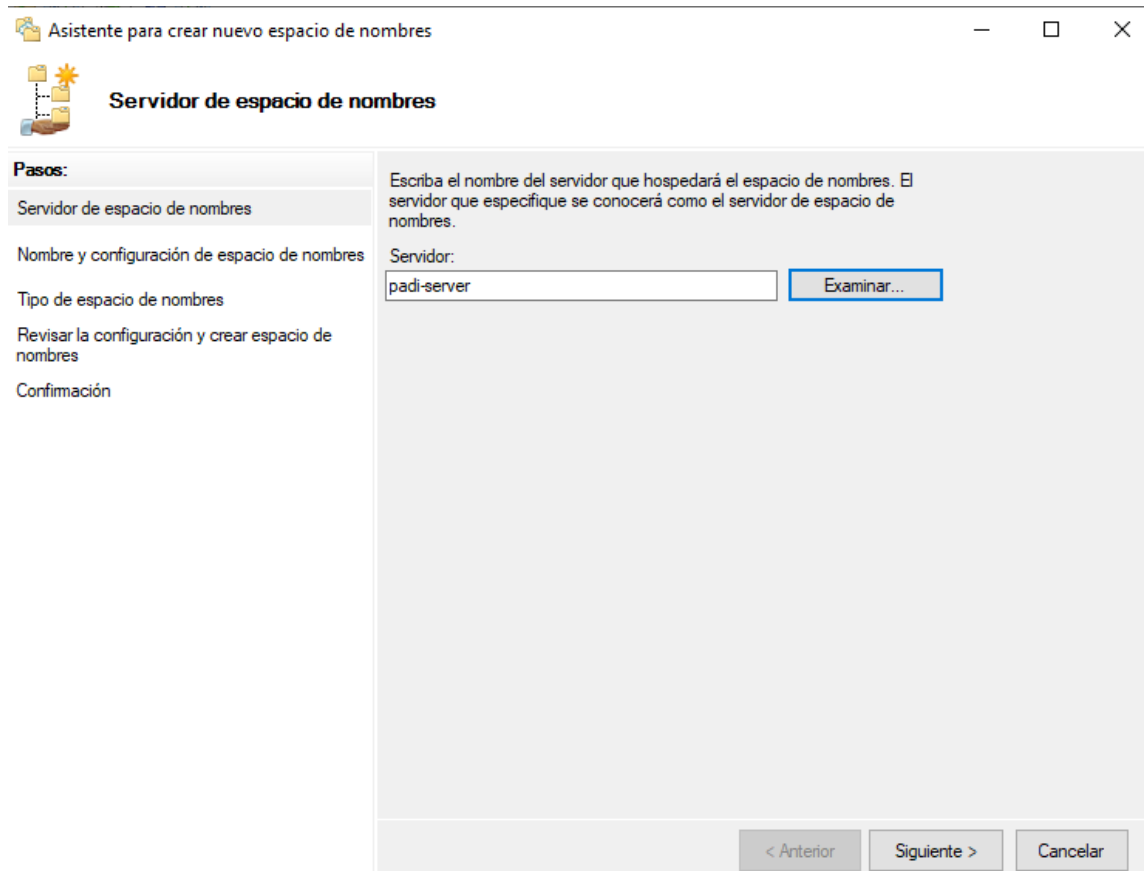 Asistente para crear nuevo espacio de nombres
Servidor de espacio de nombres
Pasos:
Servidor de espacio de nombres
Nombre y configuración de espacio de nombres
Tipo de espacio de nombres
Revisar la configuración y crear espacio de
nombres
Confirmación
Escriba el nombre del servidor que hospedará el espacio de nombres. El
servidor que especifique se conocerá como el servidor de espacio de
nombres.
Servidor:
padi-server
Examinar...
< Anterior
Siguiente >
Cancelar